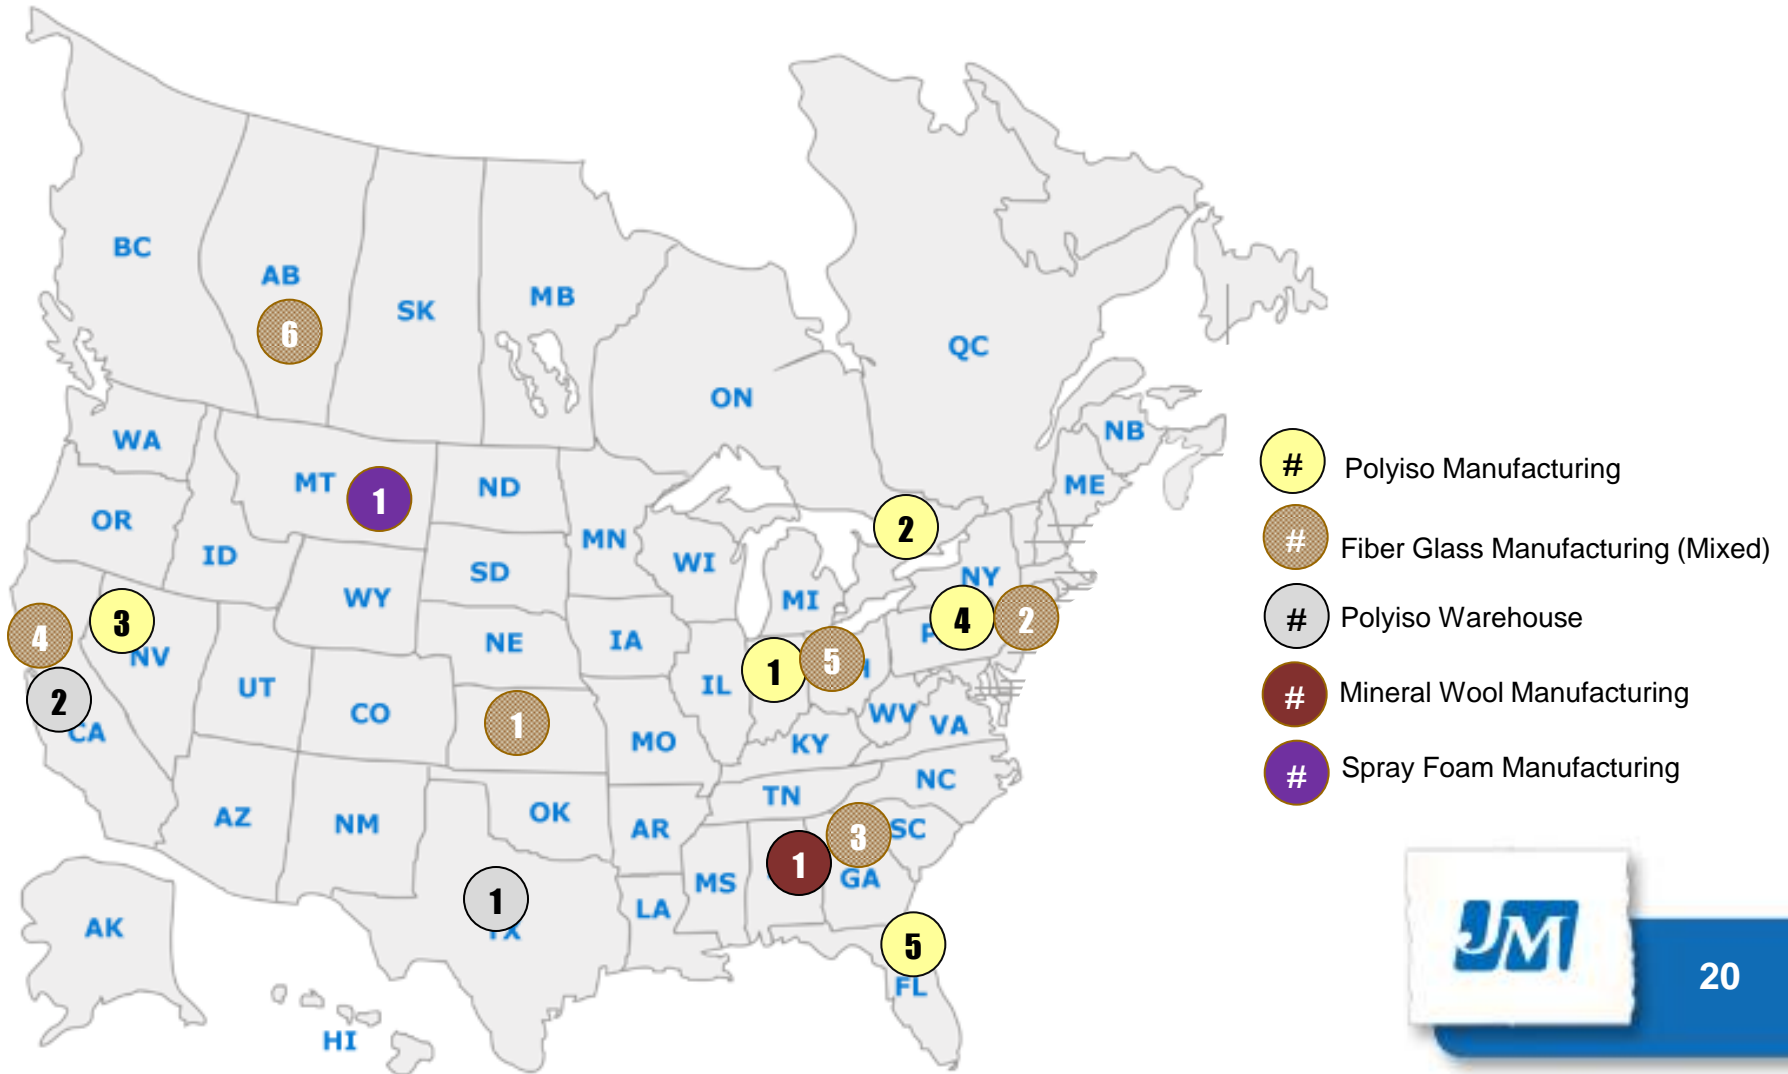 BC
AB
6
SK
MB
QC
ON
NB
WA
MT
1
ND
ME
OR
ID
MN
2
WI
SD
NY
WY
MI
3
4
NV
4
P
2
NE
IA
5
1
IL
UT
2
CA
CO
1
MO
WV
VA
KY
NC
TN
AZ
NM
OK
AR
3
SC
1
MS
GA
1
TX
LA
AK
5
FL
HI
# Polyiso Manufacturing
# Fiber Glass Manufacturing (Mixed)
# Polyiso Warehouse
# Mineral Wool Manufacturing
# Spray Foam Manufacturing
JM
20